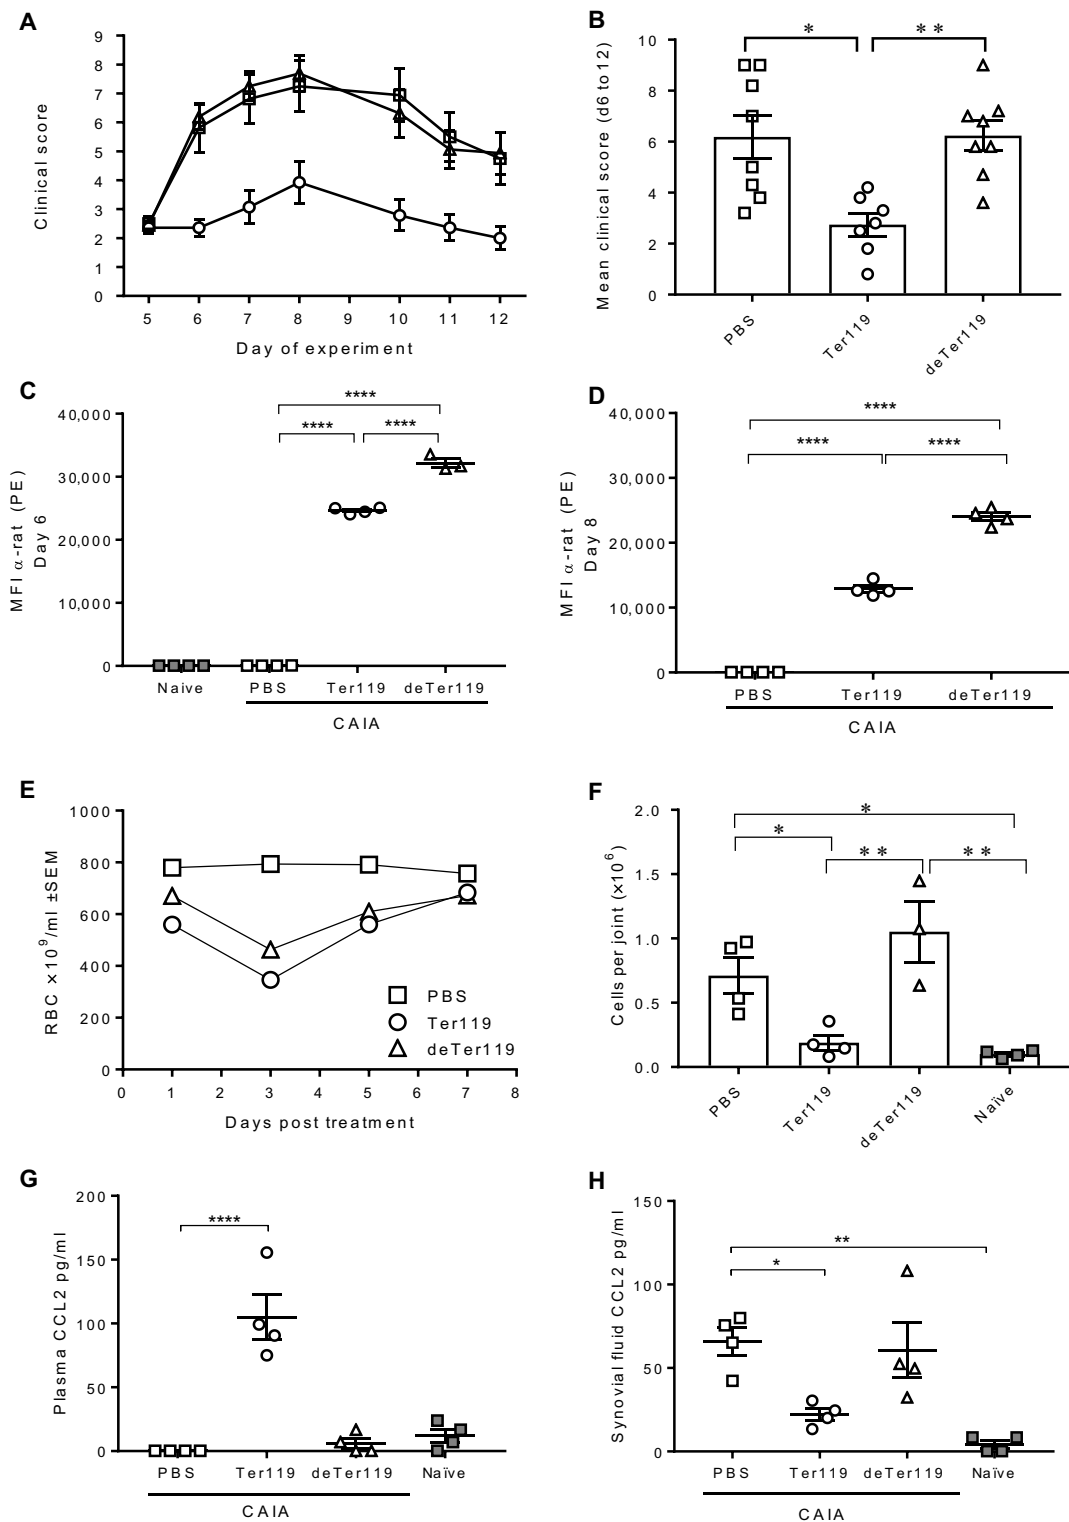 A
9
8
7
6
5
4
3
2
1
0
Clinical score
5 6 7 8 9 10 11 12
Day of experiment
B
* **
10
8
6
4
2
0
Mean clinical score (d6 to 12)
PBS Ter119 deTer119
C
****
**** ****
40,000
30,000
20,000
10,000
0
MFI α-rat (PE)
Day 6
Naive PBS Ter119 deTer119
CAIA
D
****
**** ****
40,000
30,000
20,000
10,000
0
MFI α-rat (PE)
Day 8
PBS Ter119 deTer119
CAIA
E
1000
800
600
400
200
0
RBC ×10⁹/ml ±SEM
PBS
Ter119
deTer119
0 1 2 3 4 5 6 7 8
Days post treatment
F
*
*
** **
2.0
1.5
1.0
0.5
0.0
Cells per joint (×10⁶)
PBS Ter119 deTer119 Naïve
G
****
200
150
100
50
0
Plasma CCL2 pg/ml
PBS Ter119 deTer119 Naïve
CAIA
H
**
*
150
100
50
0
Synovial fluid CCL2 pg/ml
PBS Ter119 deTer119 Naïve
CAIA